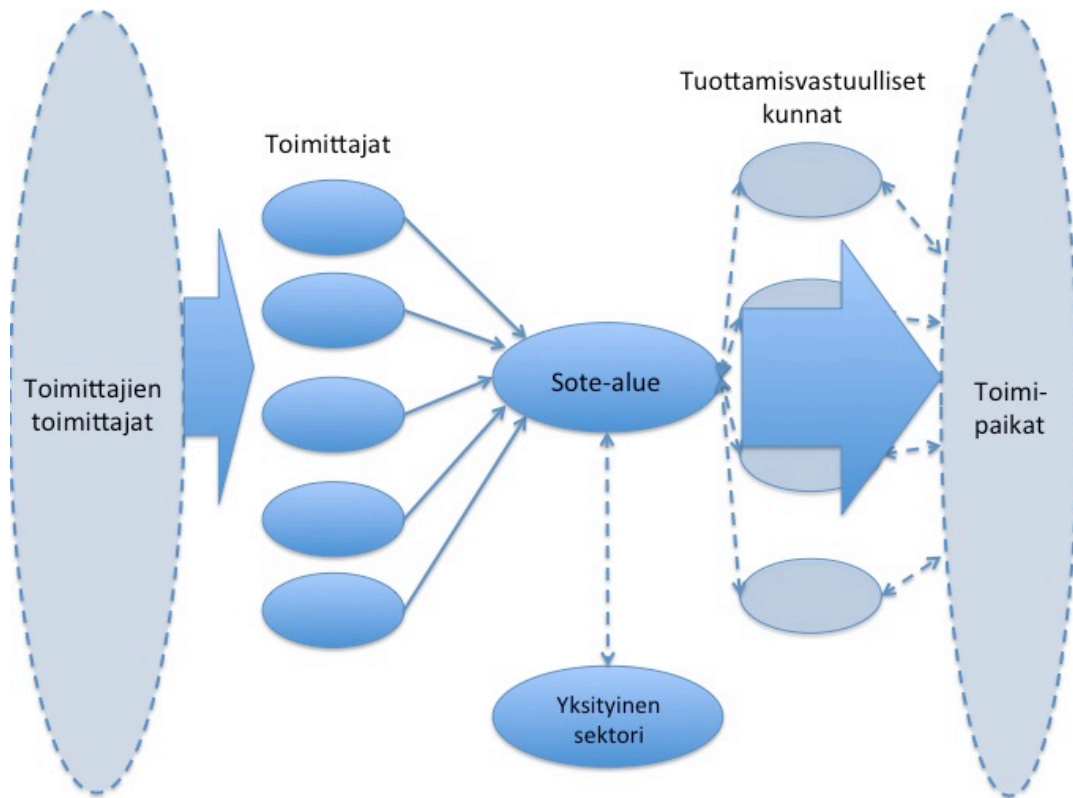 Tuottamisvastuulliset
kunnat
Toimittajat
Toimittajien
toimittajat
Sote-alue
Toimi-
paikat
Yksityinen
sektori